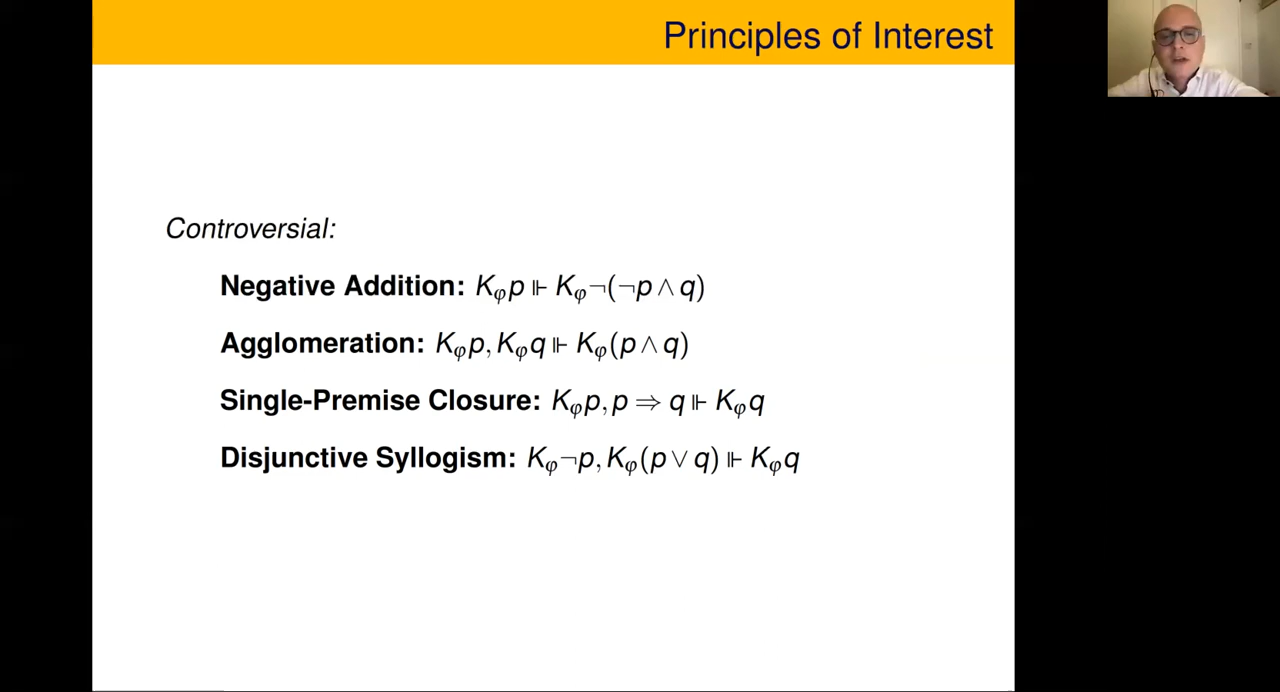 Principles of Interest
Controversial:
Negative Addition: Kφp ⊩ Kφ¬(¬p ∧ q)
Agglomeration: Kφp, Kφq ⊩ Kφ(p ∧ q)
Single-Premise Closure: Kφp, p ⇒ q ⊩ Kφq
Disjunctive Syllogism: Kφ¬p, Kφ(p ∨ q) ⊩ Kφq